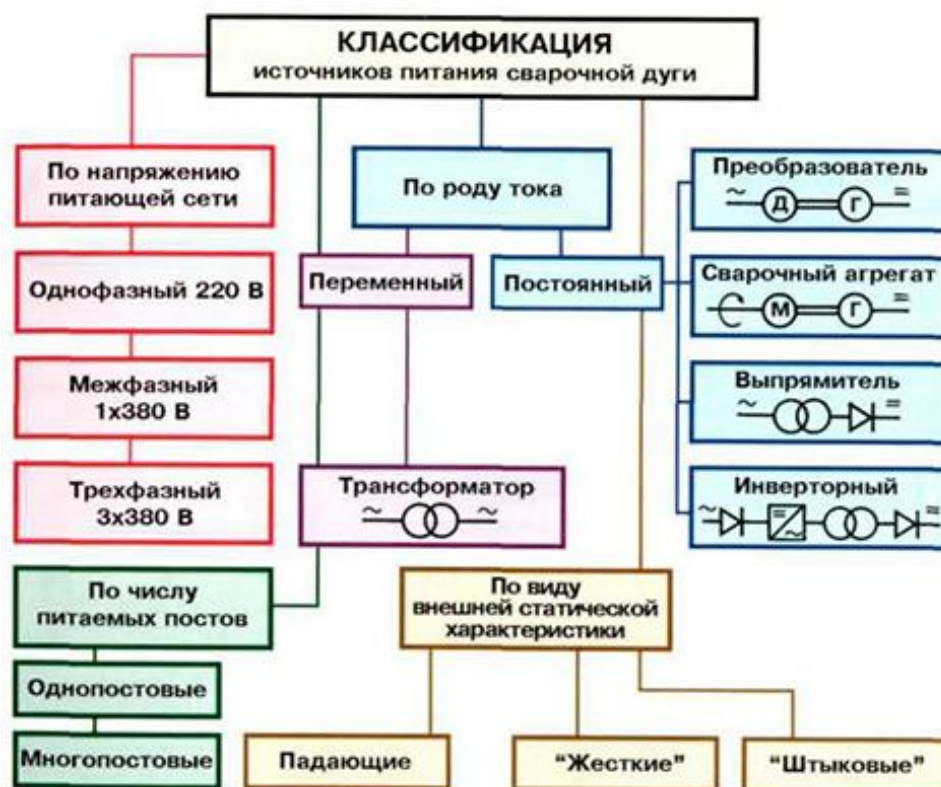 КЛАССИФИКАЦИЯ
источников питания сварочной дуги
По напряжению
питающей сети
Однофазный 220 В
Межфазный
1х380 В
Трехфазный
3х380 В
По роду тока
Переменный
Постоянный
Трансформатор
~ ~
Преобразователь
~ Д Г =
Сварочный агрегат
М Г =
Выпрямитель
~ =
Инверторный
~ = ~ =
По числу
питаемых постов
Однопостовые
Многопостовые
По виду
внешней статической
характеристики
Падающие
“Жесткие”
“Штыковые”